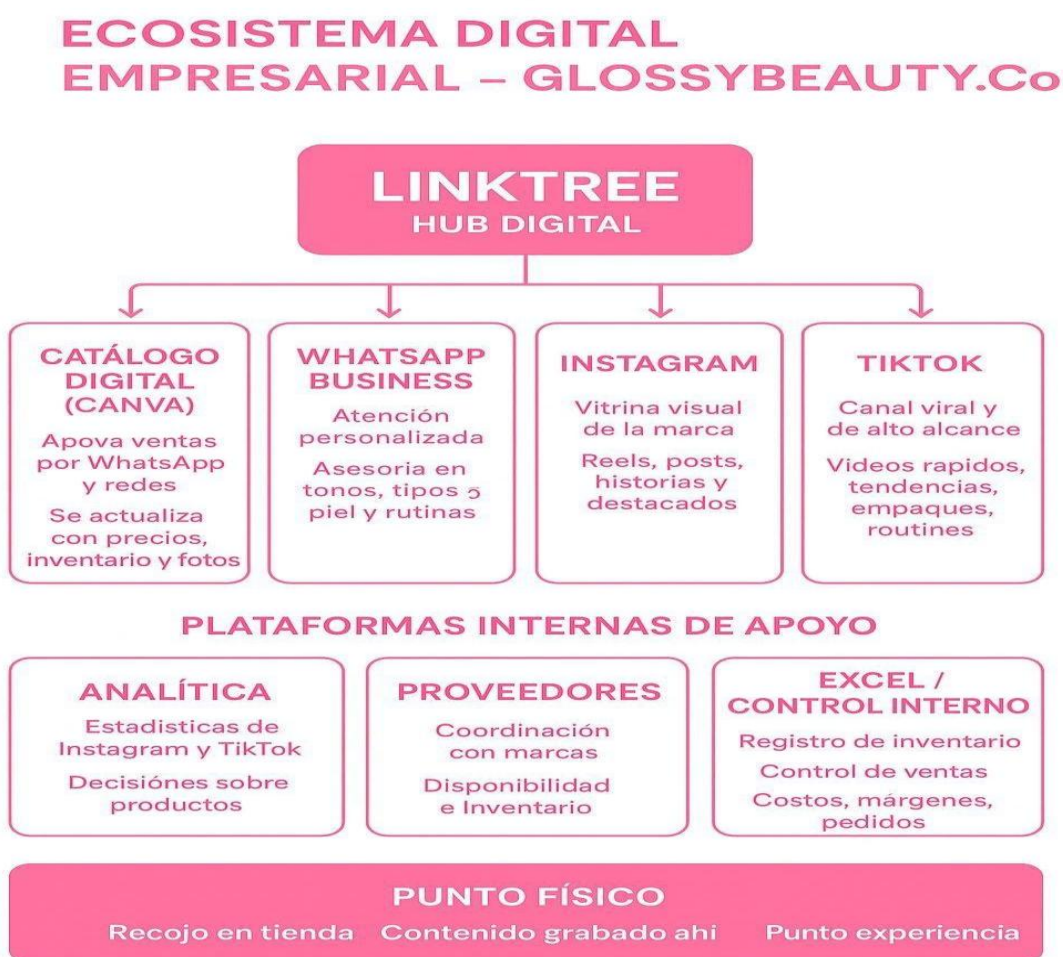 ECOSISTEMA DIGITAL
EMPRESARIAL – GLOSSYBEAUTY.Co
LINKTREE
HUB DIGITAL
CATÁLOGO
DIGITAL
(CANVA)
Apova ventas
por WhatsApp
y redes
Se actualiza
con precios,
inventario y fotos
WHATSAPP
BUSINESS
Atención
personalizada
Asesoria en
tonos, tipos
piel y rutinas
INSTAGRAM
Vitrina visual
de la marca
Reels, posts,
historias y
destacados
TIKTOK
Canal viral y
de alto alcance
Videos rapidos,
tendencias,
empaques,
routines
PLATAFORMAS INTERNAS DE APOYO
ANALÍTICA
Estadisticas de
Instagram y TikTok
Decisiónes sobre
productos
PROVEEDORES
Coordinación
con marcas
Disponibilidad
e Inventario
EXCEL /
CONTROL INTERNO
Registro de inventario
Control de ventas
Costos, márgenes,
pedidos
PUNTO FÍSICO
Recojo en tienda Contenido grabado ahi Punto experiencia